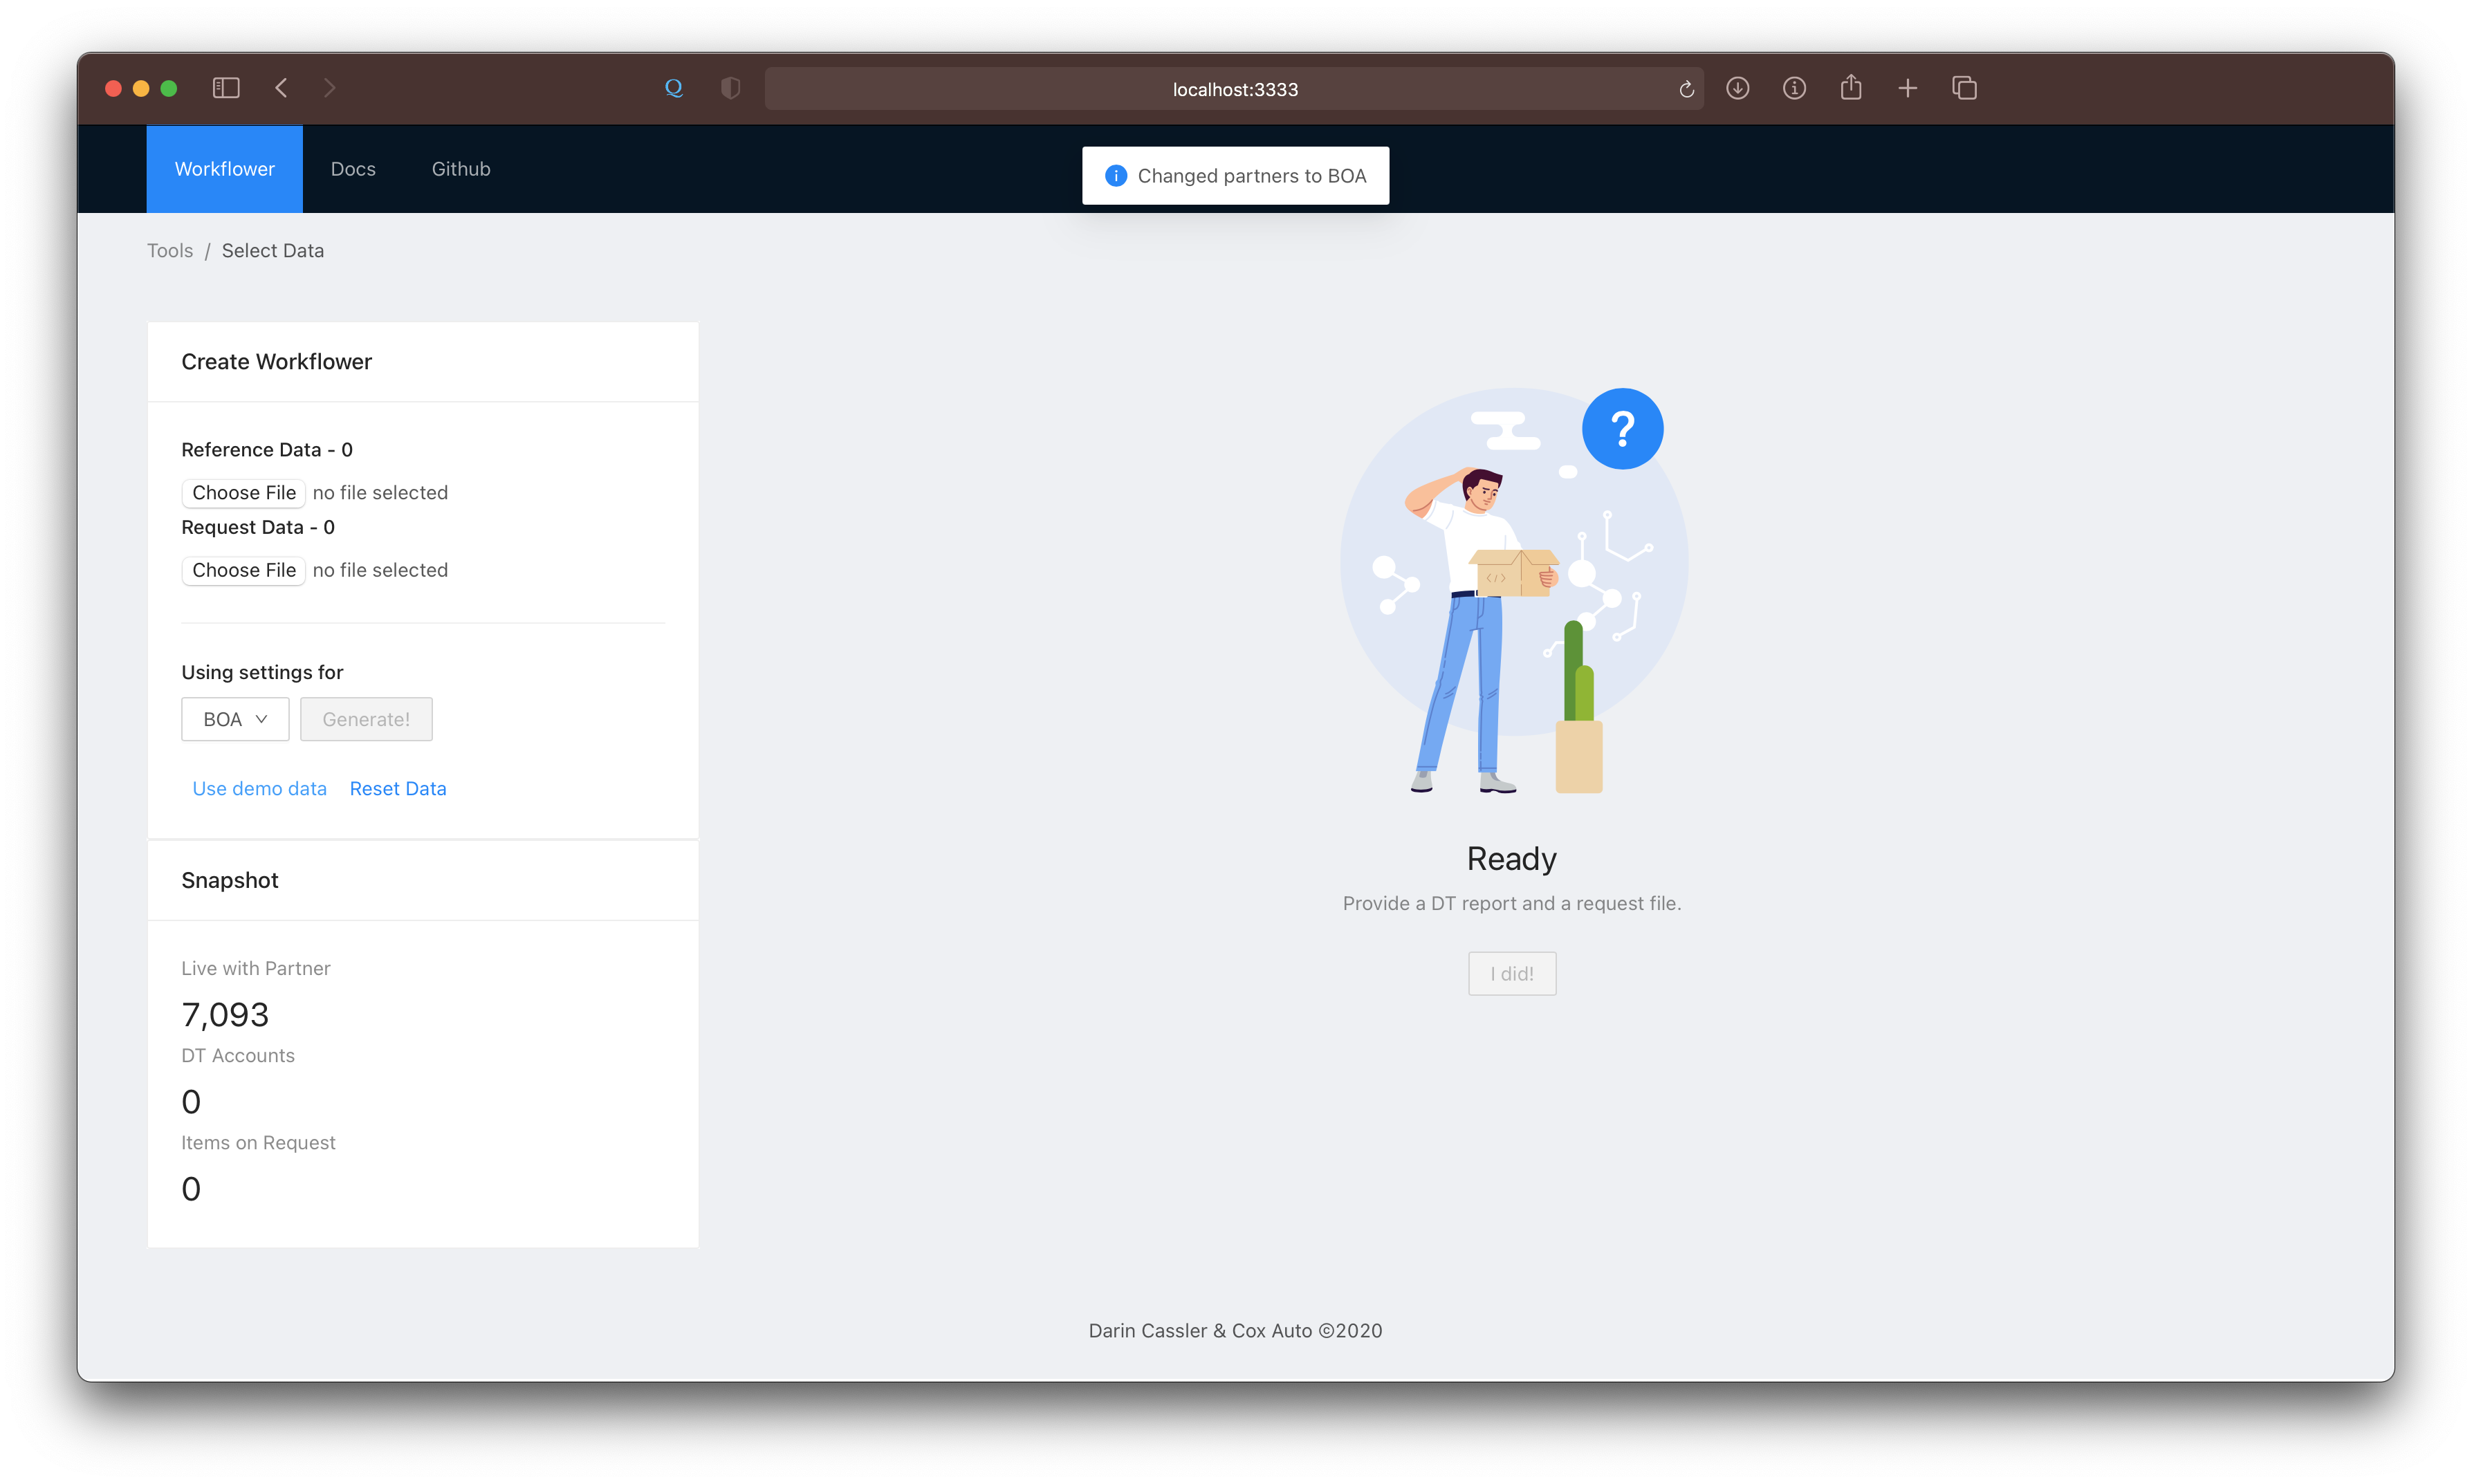 localhost:3333
Workflower Docs Github
Changed partners to BOA
Tools / Select Data
Create Workflower
Reference Data - 0
Choose File no file selected
Request Data - 0
Choose File no file selected
Using settings for
BOA Generate!
Use demo data Reset Data
Snapshot
Live with Partner
7,093
DT Accounts
0
Items on Request
0
?
</>
Ready
Provide a DT report and a request file.
I did!
Darin Cassler & Cox Auto ©2020